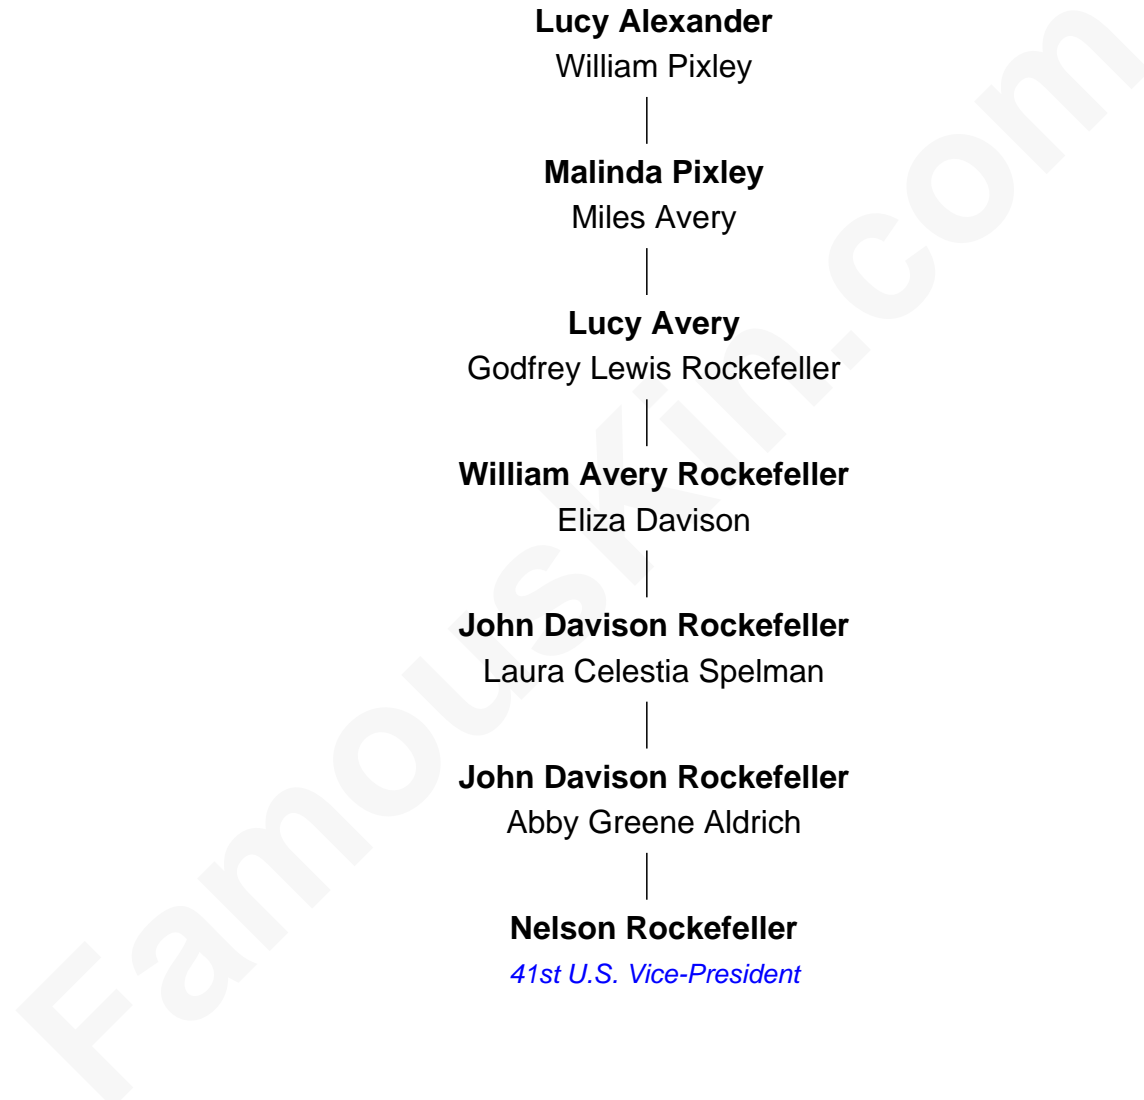 Lucy Alexander
William Pixley
Malinda Pixley
Miles Avery
Lucy Avery
Godfrey Lewis Rockefeller
William Avery Rockefeller
Eliza Davison
John Davison Rockefeller
Laura Celestia Spelman
John Davison Rockefeller
Abby Greene Aldrich
Nelson Rockefeller
41st U.S. Vice-President
FamousKin.com